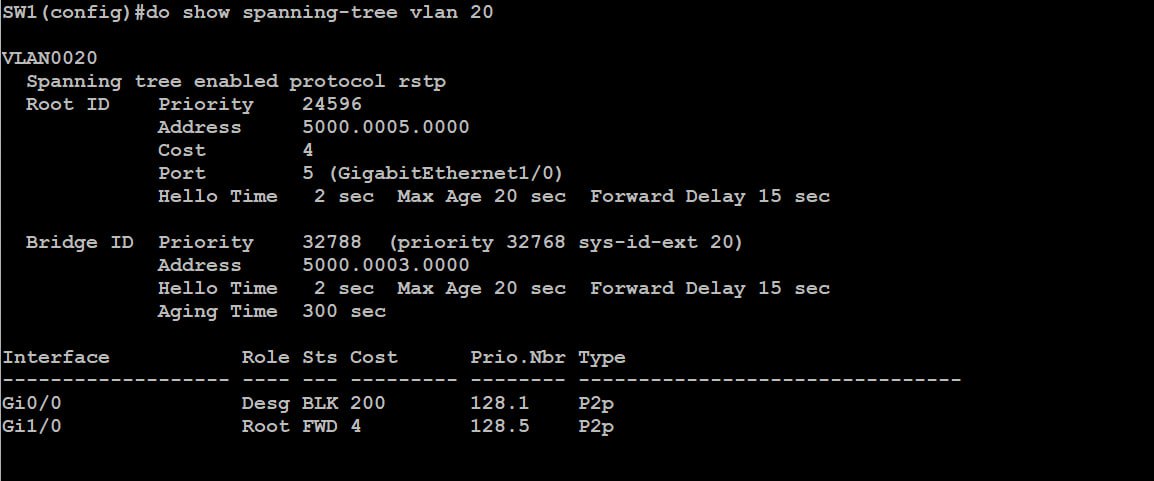 SW1(config)#do show spanning-tree vlan 20
VLAN0020
Spanning tree enabled protocol rstp
Root ID Priority 24596
Address 5000.0005.0000
Cost 4
Port 5 (GigabitEthernet1/0)
Hello Time 2 sec Max Age 20 sec Forward Delay 15 sec
Bridge ID Priority 32788 (priority 32768 sys-id-ext 20)
Address 5000.0003.0000
Hello Time 2 sec Max Age 20 sec Forward Delay 15 sec
Aging Time 300 sec
Interface Role Sts Cost Prio.Nbr Type
------------------- ---- --- --------- -------- --------------------------------
Gi0/0 Desg BLK 200 128.1 P2p
Gi1/0 Root FWD 4 128.5 P2p